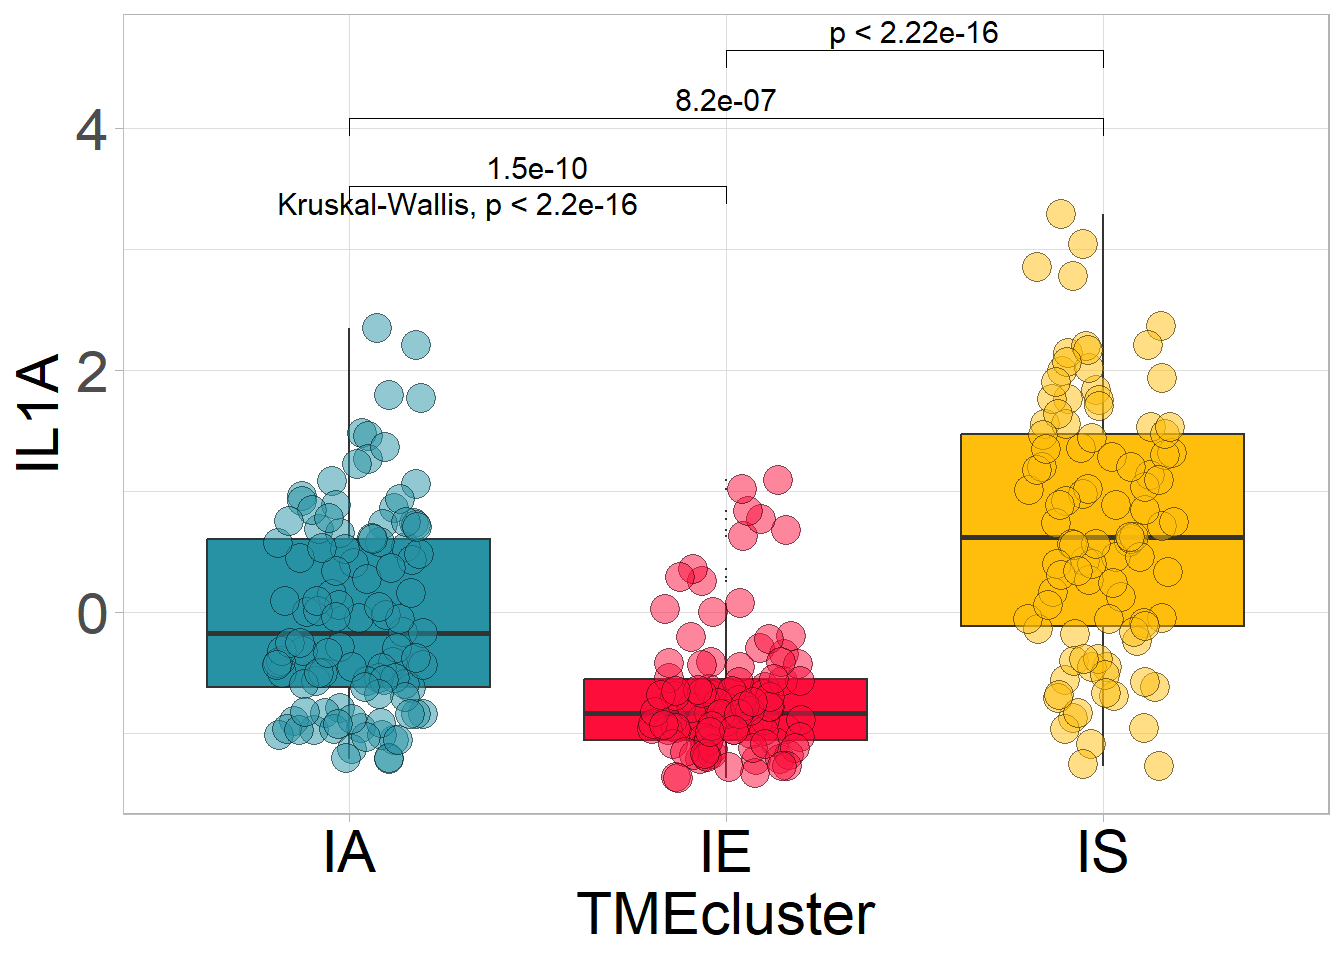 p < 2.22e-16
8.2e-07
1.5e-10
Kruskal-Wallis, p < 2.2e-16
4
2
0
IL1A
IA
IE
IS
TMEcluster